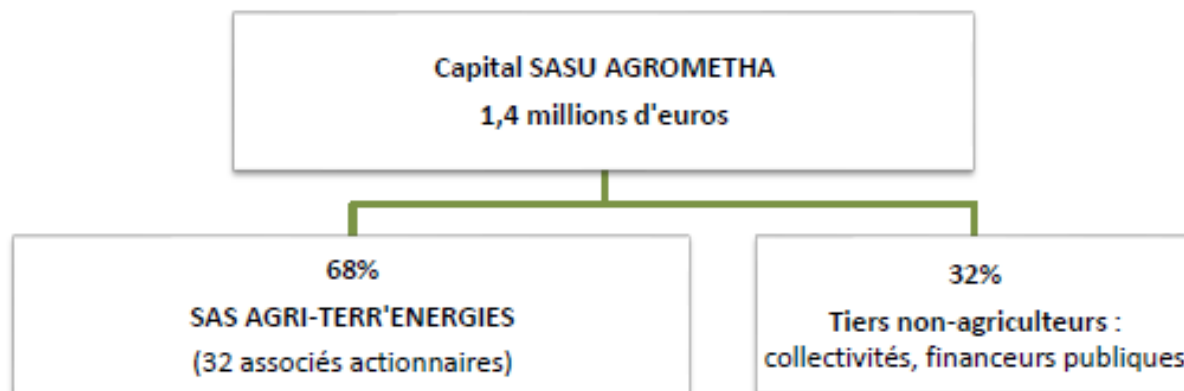 Capital SASU AGROMETHA
1,4 millions d'euros
68%
SAS AGRI-TERR'ENERGIES
(32 associés actionnaires)
32%
Tiers non-agriculteurs :
collectivités, financeurs publiques